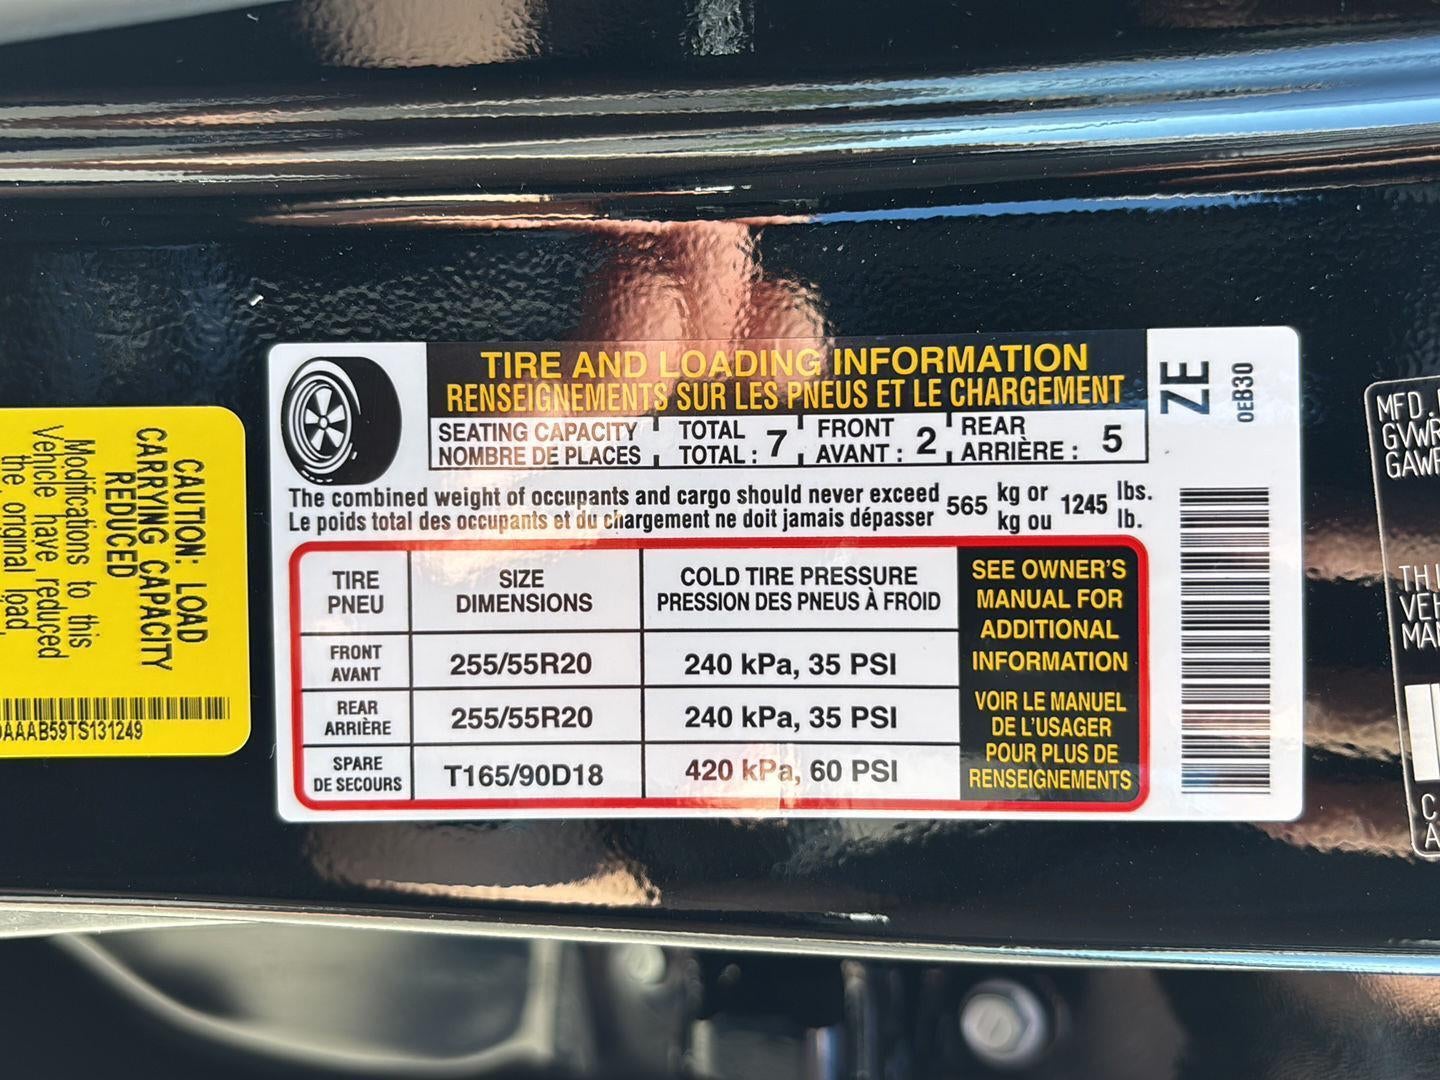 CAUTION: LOAD
CARRYING CAPACITY
REDUCED
Modifications to this
vehicle have reduced
the original load
AAAB59TS131249
TIRE AND LOADING INFORMATION
RENSEIGNEMENTS SUR LES PNEUS ET LE CHARGEMENT
SEATING CAPACITY TOTAL 7 FRONT 2 REAR 5
NOMBRE DE PLACES TOTAL : AVANT : ARRIÈRE :
The combined weight of occupants and cargo should never exceed 565 kg or 1245 lbs.
Le poids total des occupants et du chargement ne doit jamais dépasser kg ou lb.
TIRE SIZE COLD TIRE PRESSURE
PNEU DIMENSIONS PRESSION DES PNEUS À FROID
FRONT 255/55R20 240 kPa, 35 PSI
AVANT
REAR 255/55R20 240 kPa, 35 PSI
ARRIÈRE
SPARE T165/90D18 420 kPa, 60 PSI
DE SECOURS
SEE OWNER'S
MANUAL FOR
ADDITIONAL
INFORMATION
VOIR LE MANUEL
DE L'USAGER
POUR PLUS DE
RENSEIGNEMENTS
ZE
0EB30
MFD.
GVWR